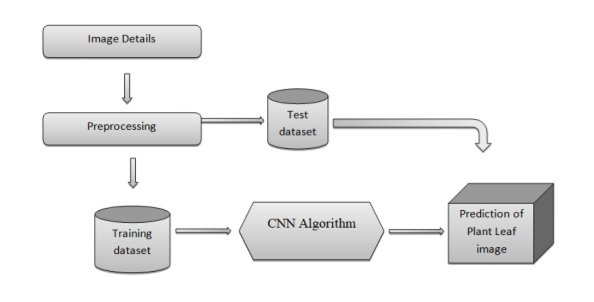 Image Details
Preprocessing
Test
dataset
Training
dataset
CNN Algorithm
Prediction of
Plant Leaf
image